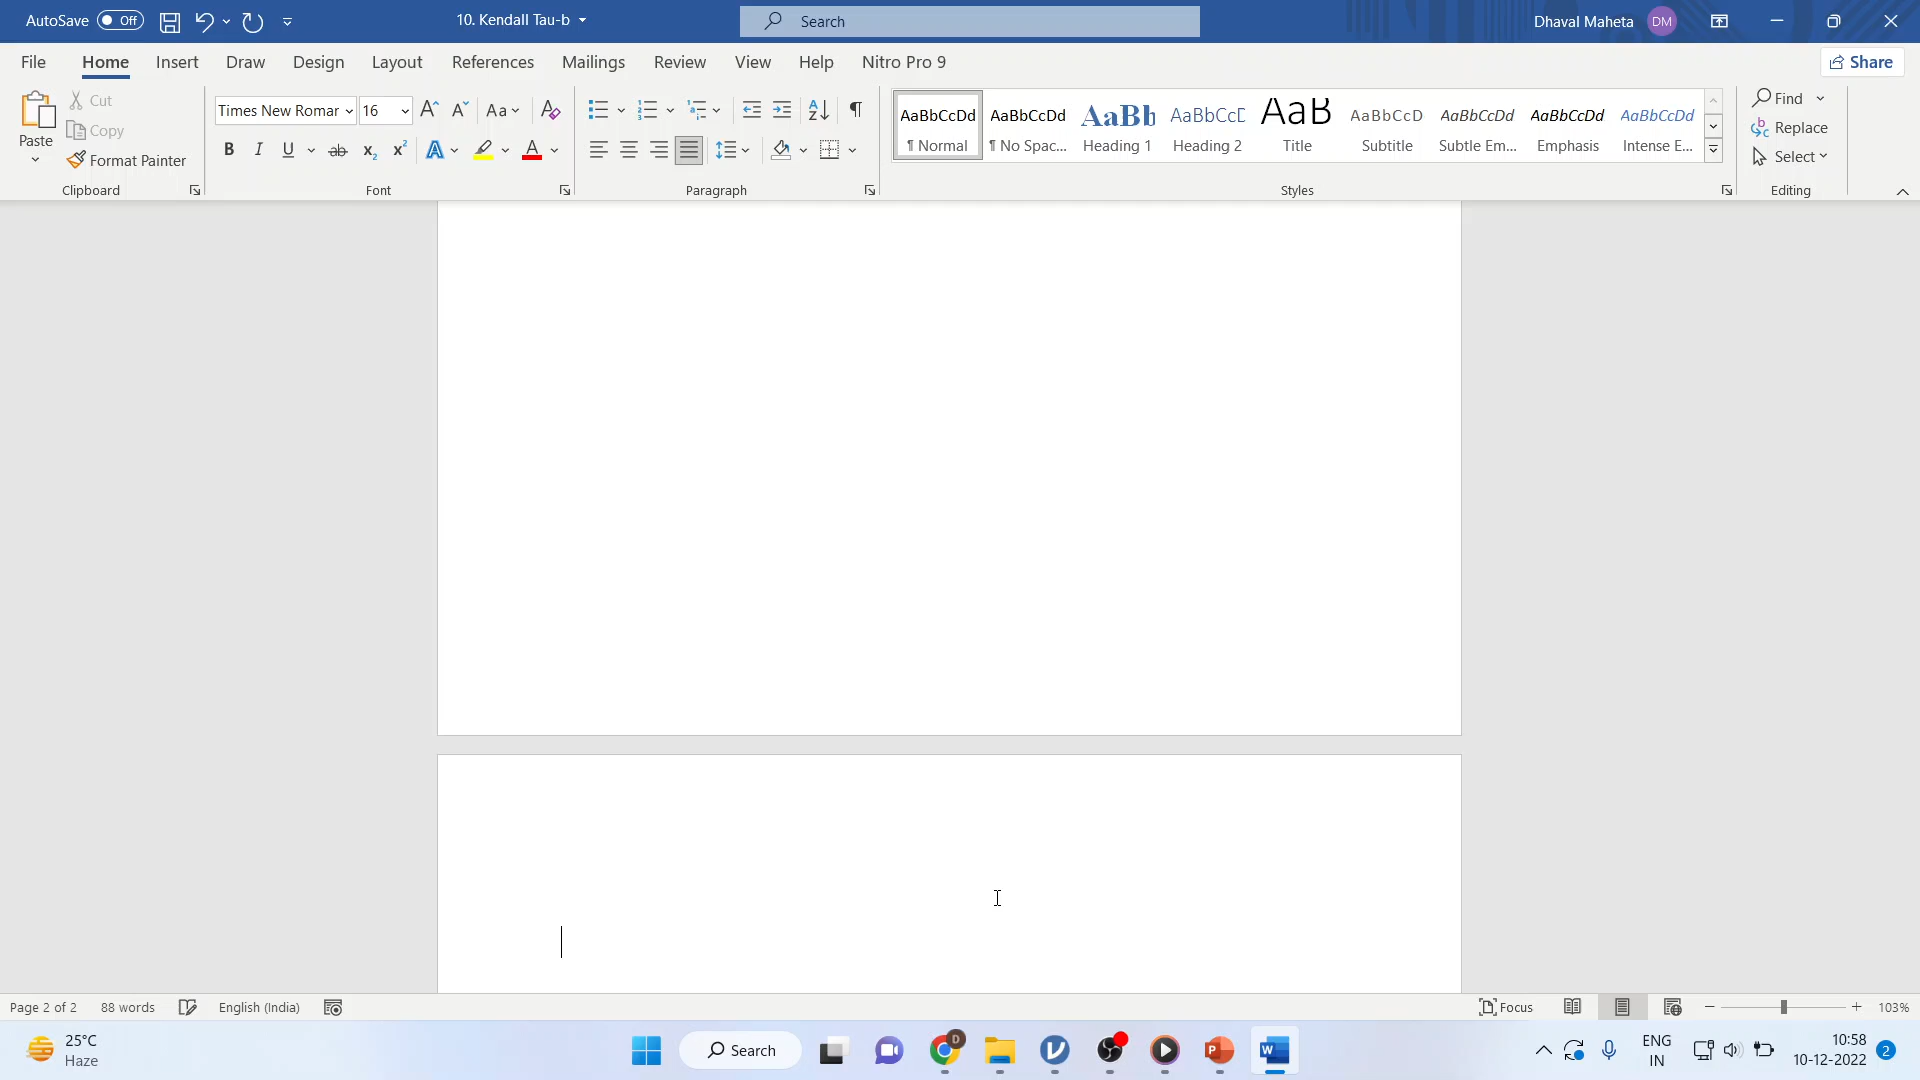 AutoSave Off 10. Kendall Tau-b Search Dhaval Maheta DM
File Home Insert Draw Design Layout References Mailings Review View Help Nitro Pro 9 Share
Paste Cut Copy Format Painter Clipboard
Times New Roman 16 Aa
B I U ab x₂ x² A A Font
Paragraph
AaBbCcDd AaBbCcDd AaBb AaBbCcD AaB AaBbCcD AaBbCcDd AaBbCcDd AaBbCcDd
¶ Normal ¶ No Spac... Heading 1 Heading 2 Title Subtitle Subtle Em... Emphasis Intense E...
Styles
Find
Replace
Select
Editing
Page 2 of 2 88 words English (India) Focus 103%
25°C
Haze
Search
ENG
IN
10:58
10-12-2022 2